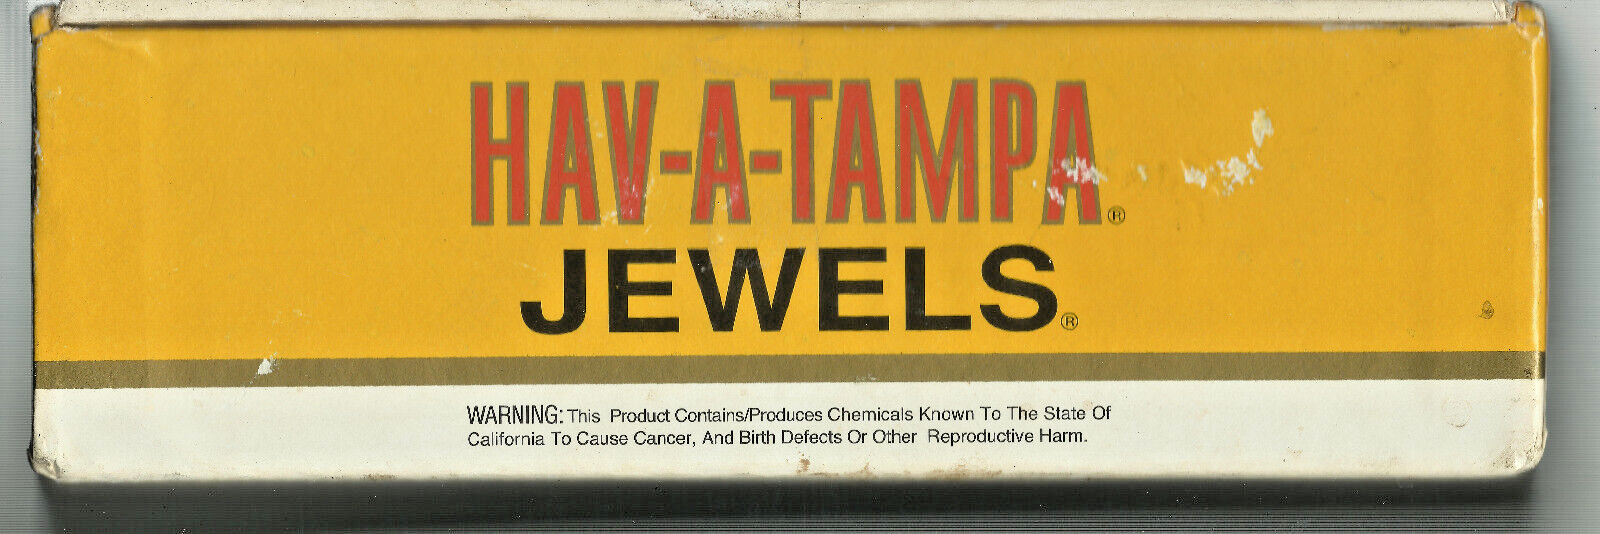 HAV-A-TAMPA®
JEWELS®
WARNING: This Product Contains/Produces Chemicals Known To The State Of
California To Cause Cancer, And Birth Defects Or Other Reproductive Harm.